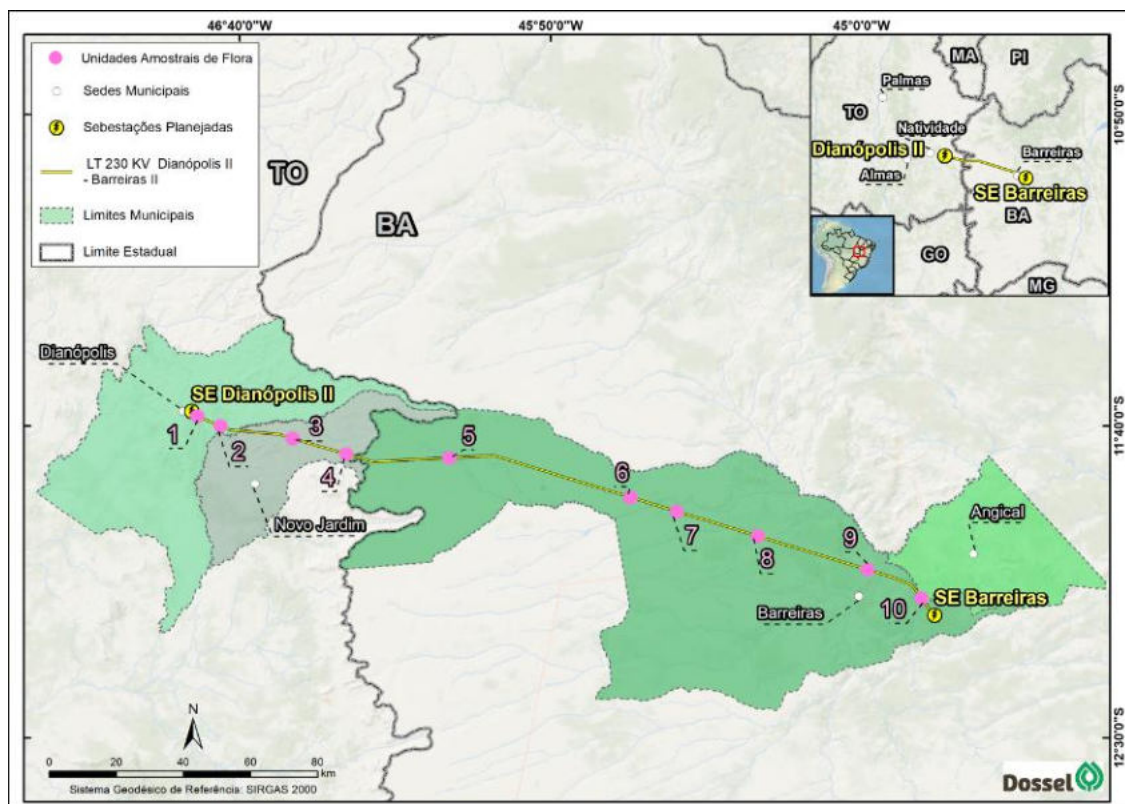 46°40'0"W
45°50'0"W
45°0'0"W
Unidades Amostrais de Flora
Sedes Municipais
Sebestações Planejadas
LT 230 KV Dianópolis II
- Barreiras II
Limites Municipais
Limite Estadual
TO
BA
MA
PI
Palmas
TO
Natividade
Dianópolis II
Barreiras
Almas
SE Barreiras
BA
GO
MG
10°50'0"S
Dianópolis
SE Dianópolis II
1
2
3
4
5
6
7
8
9
10
Novo Jardim
11°40'0"S
Angical
Barreiras
SE Barreiras
12°30'0"S
N
0 20 40 60 80
km
Sistema Geodésico de Referência: SIRGAS 2000
Dossel